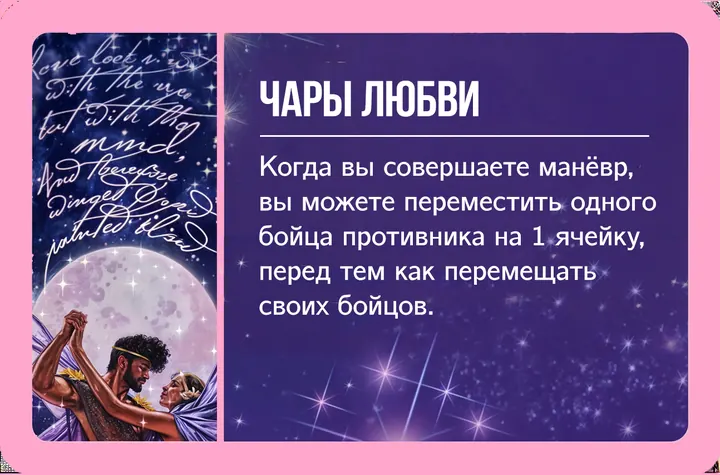 Love looks not
with the eyes,
but with the
mind,
And therefore
winged Cupid
painted blind
ЧАРЫ ЛЮБВИ
Когда вы совершаете манёвр,
вы можете переместить одного
бойца противника на 1 ячейку,
перед тем как перемещать
своих бойцов.